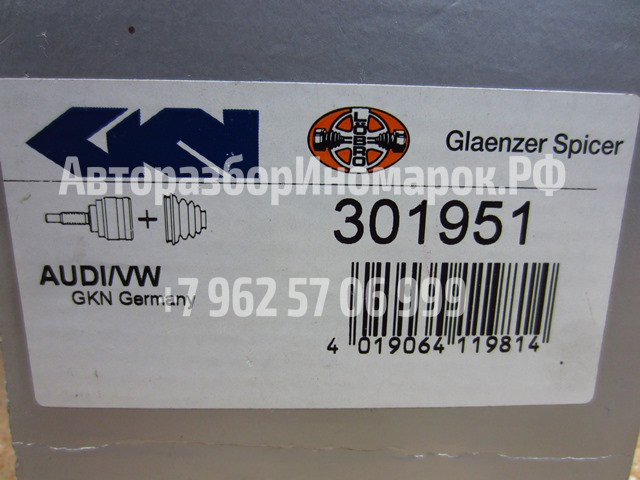 GKN
LÖBRO
Glaenzer Spicer
АвторазборИномарок.РФ
+
301951
AUDI/VW
GKN Germany
+7 962 57 06 999
4 019064 119814